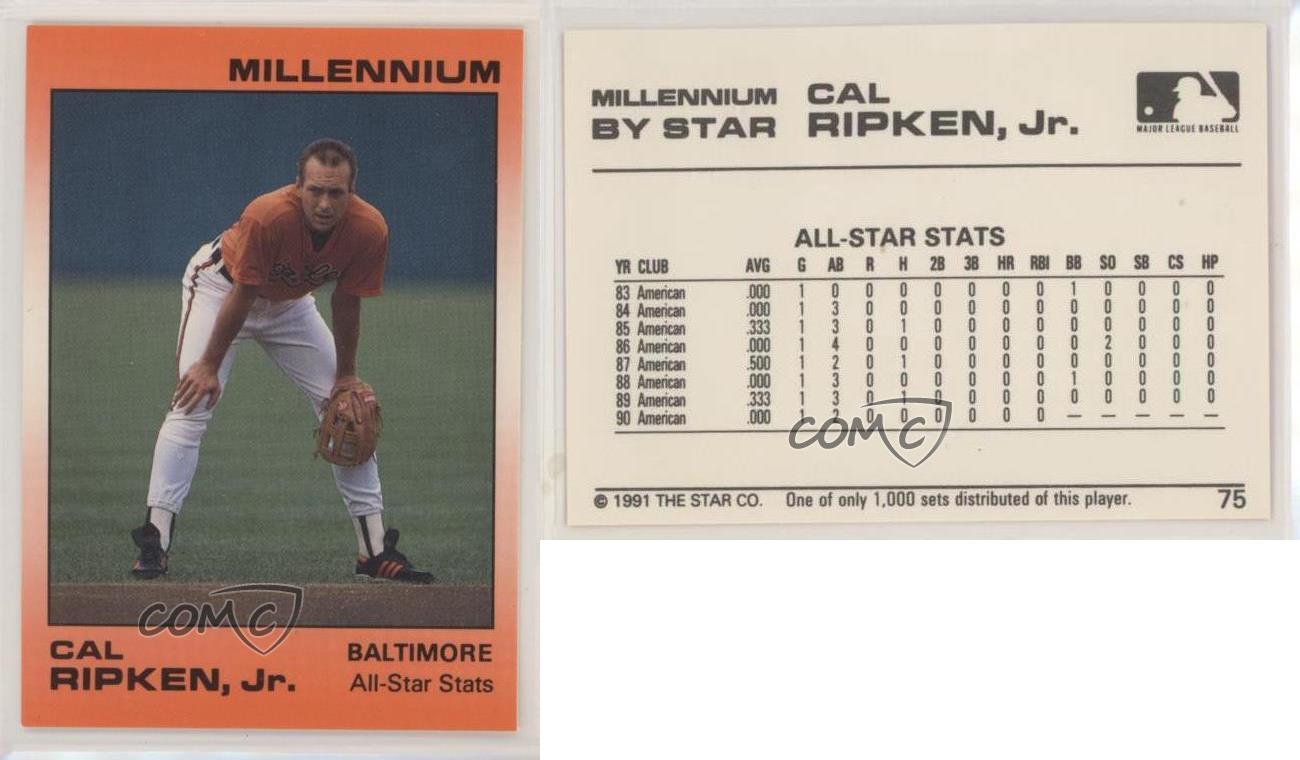 MILLENNIUM
CAL
RIPKEN, Jr.
BALTIMORE
All-Star Stats
COMC
MILLENNIUM
BY STAR
CAL
RIPKEN, Jr.
MAJOR LEAGUE BASEBALL
ALL-STAR STATS
YR CLUB AVG G AB R H 2B 3B HR RBI BB SO SB CS HP
83 American .000 1 0 0 0 0 0 0 0 1 0 0 0 0
84 American .000 1 3 0 0 0 0 0 0 0 0 0 0 0
85 American .333 1 3 0 1 0 0 0 0 0 0 0 0 0
86 American .000 1 4 0 0 0 0 0 0 0 2 0 0 0
87 American .500 1 2 0 1 0 0 0 0 0 0 0 0 0
88 American .000 1 3 0 0 0 0 0 0 1 0 0 0 0
89 American .333 1 3 0 1 0 0 0 0 0 0 0 0 0
90 American .000 1 2 0 0 0 0 0 0 — — — — —
COMC
© 1991 THE STAR CO. One of only 1,000 sets distributed of this player. 75